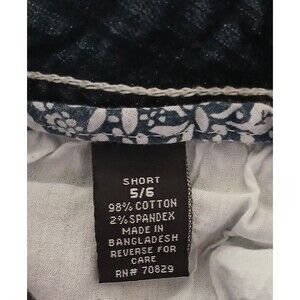 SHORT
5/6
98% COTTON
2% SPANDEX
MADE IN
BANGLADESH
REVERSE FOR
CARE
RN# 70829